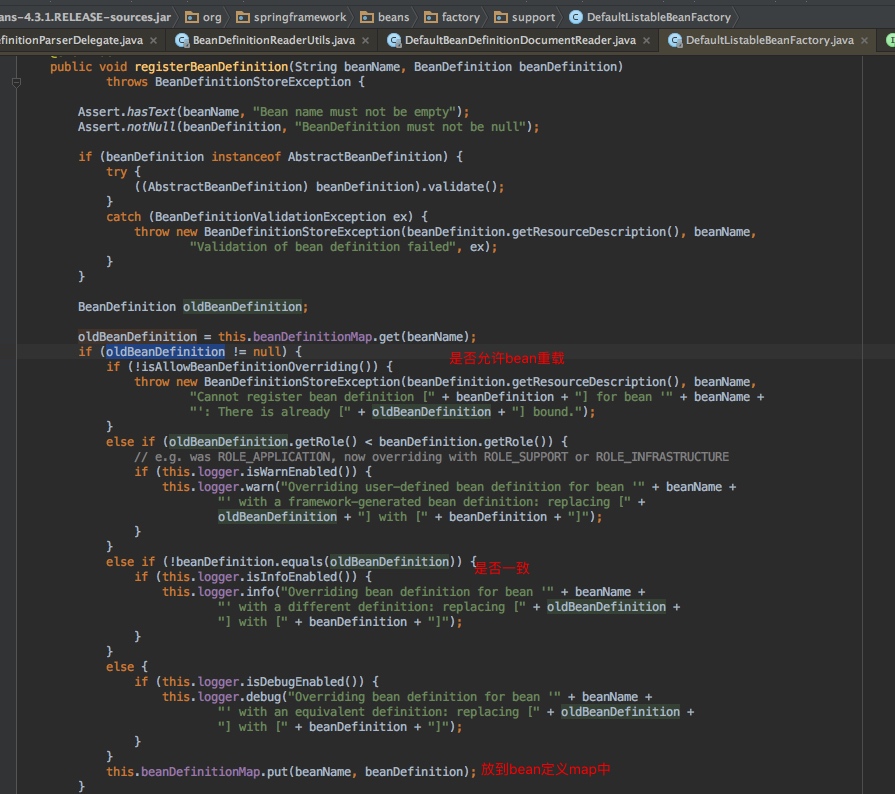 ans-4.3.1.RELEASE-sources.jar org springframework beans factory support DefaultListableBeanFactory
efinitionParserDelegate.java × BeanDefinitionReaderUtils.java × DefaultBeanDefinitionDocumentReader.java × DefaultListableBeanFactory.java ×
public void registerBeanDefinition(String beanName, BeanDefinition beanDefinition)
throws BeanDefinitionStoreException {
Assert.hasText(beanName, "Bean name must not be empty");
Assert.notNull(beanDefinition, "BeanDefinition must not be null");
if (beanDefinition instanceof AbstractBeanDefinition) {
try {
((AbstractBeanDefinition) beanDefinition).validate();
}
catch (BeanDefinitionValidationException ex) {
throw new BeanDefinitionStoreException(beanDefinition.getResourceDescription(), beanName,
"Validation of bean definition failed", ex);
}
}
BeanDefinition oldBeanDefinition;
oldBeanDefinition = this.beanDefinitionMap.get(beanName);
if (oldBeanDefinition != null) {
是否允许bean重载
if (!isAllowBeanDefinitionOverriding()) {
throw new BeanDefinitionStoreException(beanDefinition.getResourceDescription(), beanName,
"Cannot register bean definition [" + beanDefinition + "] for bean '" + beanName +
"': There is already [" + oldBeanDefinition + "] bound.");
}
else if (oldBeanDefinition.getRole() < beanDefinition.getRole()) {
// e.g. was ROLE_APPLICATION, now overriding with ROLE_SUPPORT or ROLE_INFRASTRUCTURE
if (this.logger.isWarnEnabled()) {
this.logger.warn("Overriding user-defined bean definition for bean '" + beanName +
"' with a framework-generated bean definition: replacing [" +
oldBeanDefinition + "] with [" + beanDefinition + "]");
}
}
else if (!beanDefinition.equals(oldBeanDefinition)) { 是否一致
if (this.logger.isInfoEnabled()) {
this.logger.info("Overriding bean definition for bean '" + beanName +
"' with a different definition: replacing [" + oldBeanDefinition +
"] with [" + beanDefinition + "]");
}
}
else {
if (this.logger.isDebugEnabled()) {
this.logger.debug("Overriding bean definition for bean '" + beanName +
"' with an equivalent definition: replacing [" + oldBeanDefinition +
"] with [" + beanDefinition + "]");
}
}
this.beanDefinitionMap.put(beanName, beanDefinition); 放到bean定义map中
}